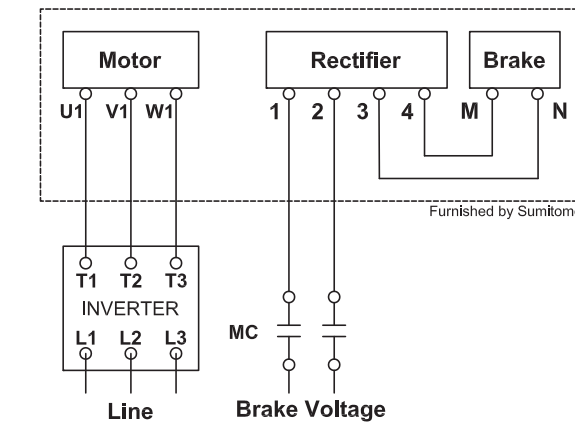 Motor Rectifier Brake
U1 V1 W1 1 2 3 4 M N
Furnished by
T1 T2 T3
INVERTER
L1 L2 L3
MC
Line
Brake Voltage